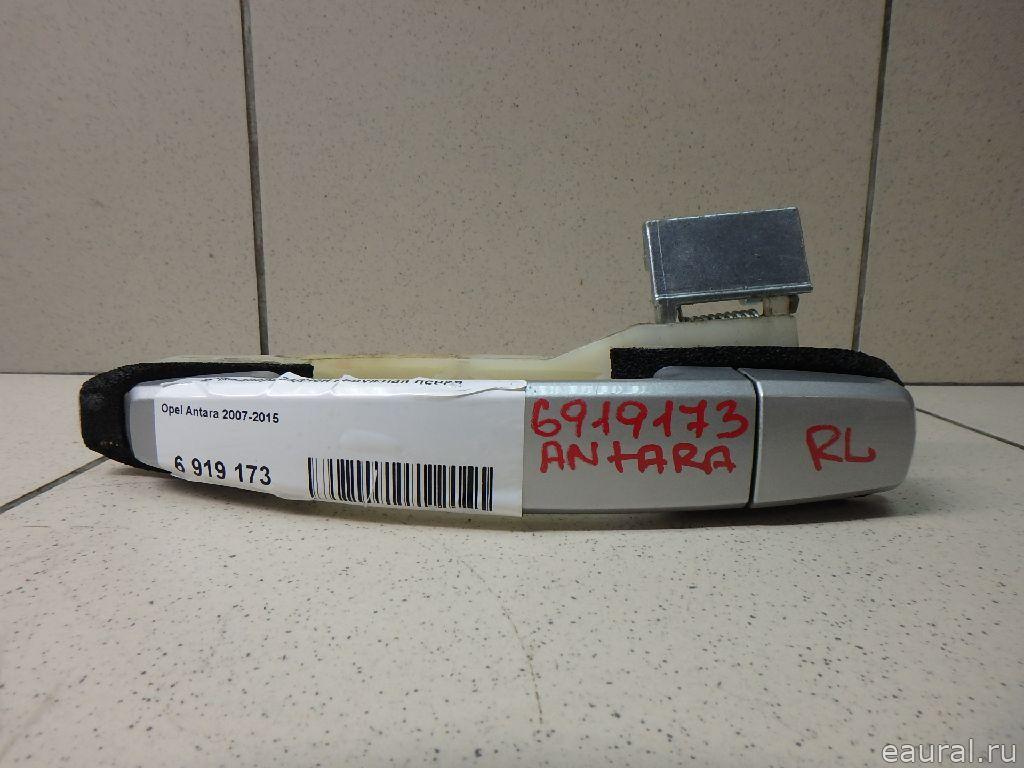 Opel Antara 2007-2015
6 919 173
6919173
ANtARA
RL
eaural.ru